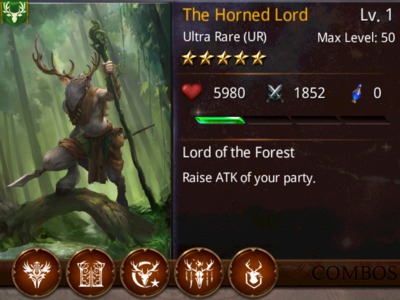 The Horned Lord Lv. 1
Ultra Rare (UR) Max Level: 50
5980 1852 0
Lord of the Forest
Raise ATK of your party.
COMBOS